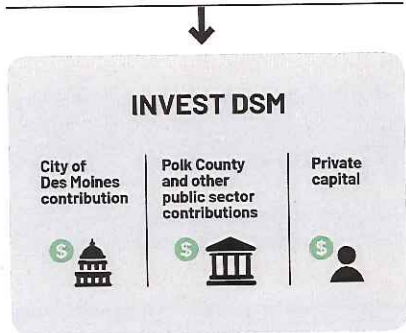 INVEST DSM
City of
Des Moines
contribution
Polk County
and other
public sector
contributions
Private
capital
$
$
$